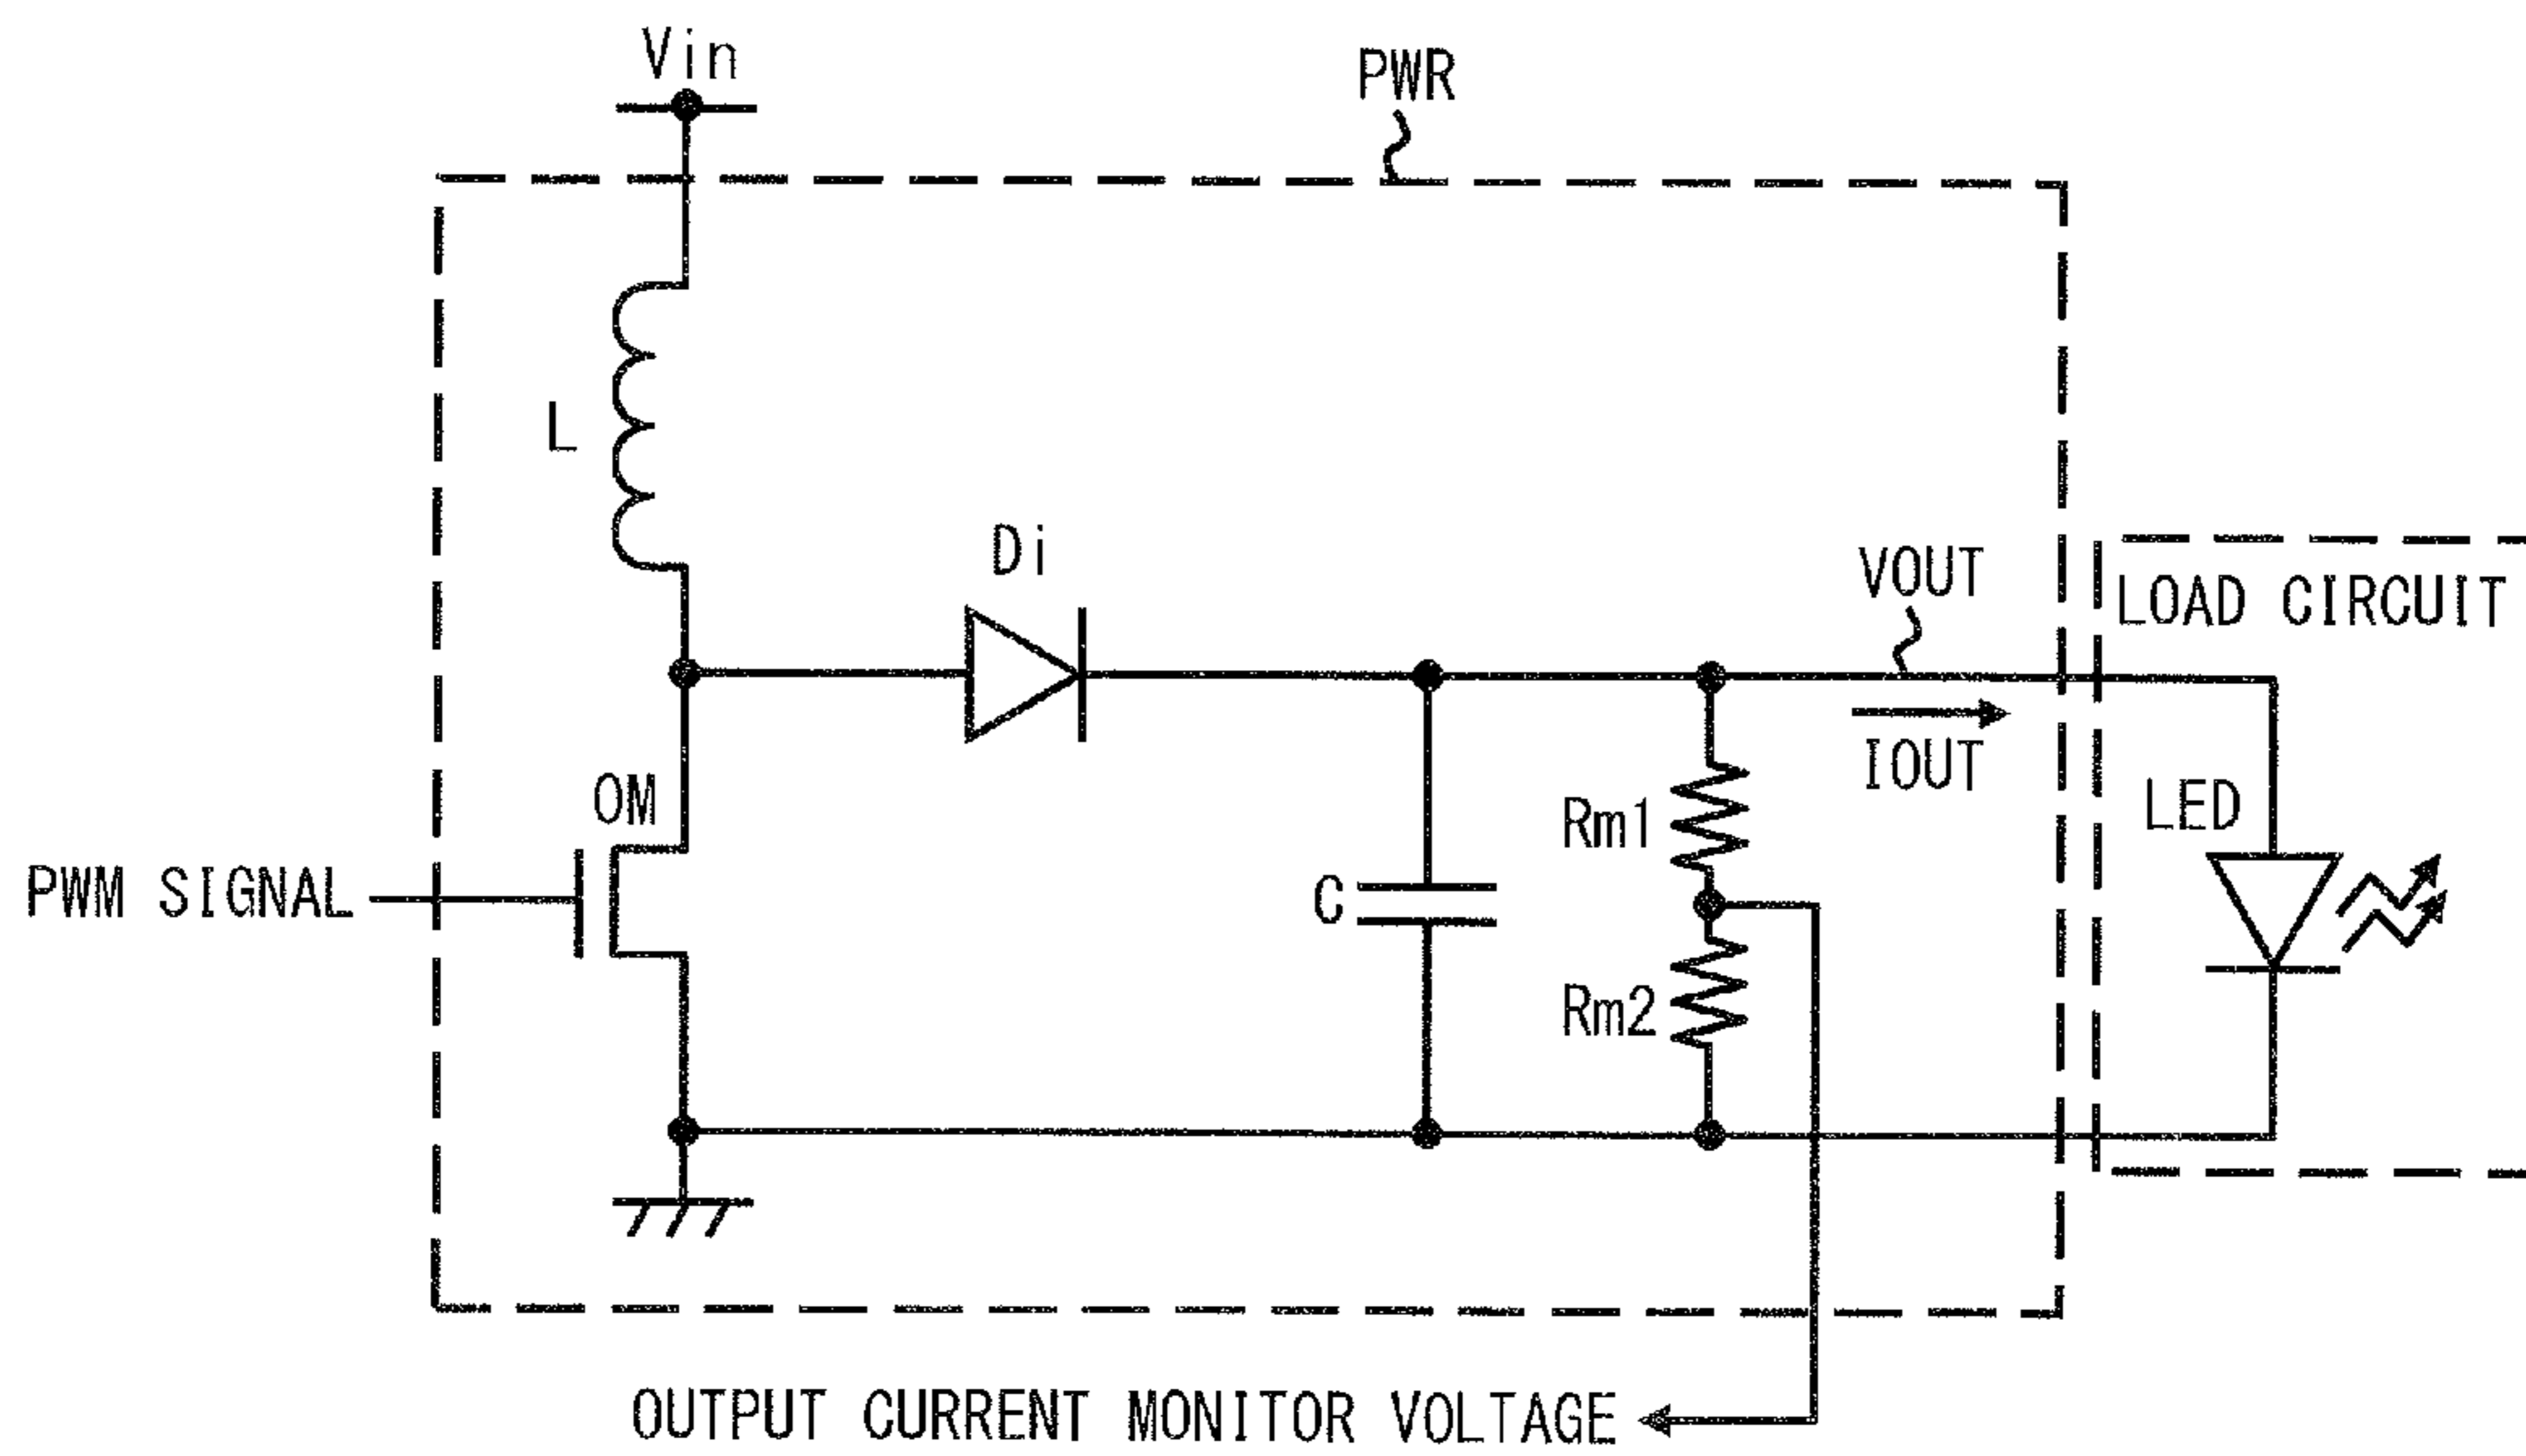 Vin
PWR
L
Di
VOUT
LOAD CIRCUIT
IOUT
OM
LED
Rm1
PWM SIGNAL
C
Rm2
OUTPUT CURRENT MONITOR VOLTAGE